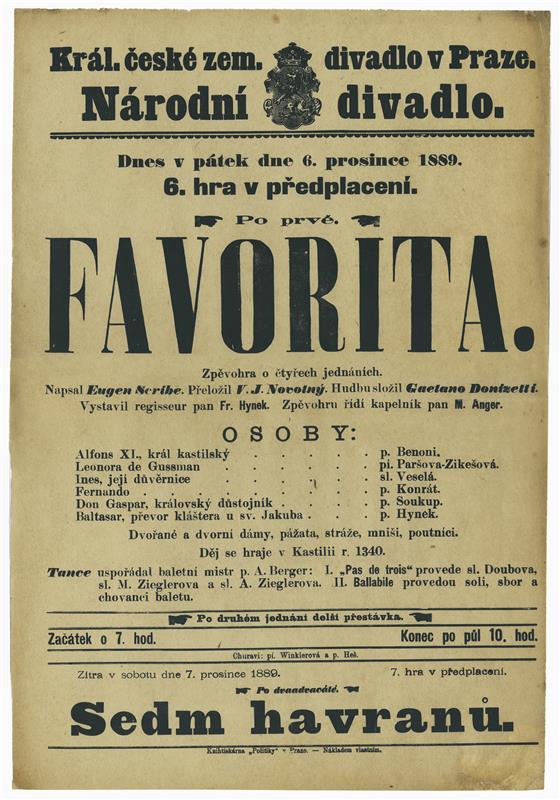 Král. české zem. divadlo v Praze.
Národní divadlo.
Dnes v pátek dne 6. prosince 1889.
6. hra v předplacení.
Po prvé.
FAVORITA.
Zpěvohra o čtyřech jednáních.
Napsal Eugen Scribe. Přeložil V. J. Novotný. Hudbu složil Gaetano Donizetti.
Vystavil regisseur pan Fr. Hynek. Zpěvohru řídí kapelník pan M. Anger.
OSOBY:
Alfons XI., král kastilský . . . . . p. Benoni.
Leonora de Gussman . . . . . pí. Paršova-Zikešová.
Ines, její důvěrnice . . . . . sl. Veselá.
Fernando . . . . . . . . p. Konrát.
Don Gaspar, královský důstojník . . . . p. Soukup.
Baltasar, převor kláštera u sv. Jakuba . . . p. Hynek.
Dvořané a dvorní dámy, pážata, stráže, mniši, poutníci.
Děj se hraje v Kastilii r. 1340.
Tance uspořádal baletní mistr p. A. Berger: I. „Pas de trois“ provede sl. Doubova,
sl. M. Zieglerova a sl. A. Zieglerova. II. Ballabile provedou soli, sbor a
chovanci baletu.
Po druhém jednání delší přestávka.
Začátek o 7. hod. Konec po půl 10. hod.
Churaví: pí. Winklerová a p. Heš.
Zítra v sobotu dne 7. prosince 1889. 7. hra v předplacení.
Po dvaadvacáté.
Sedm havranů.
Knihtiskárna „Politiky“ v Praze. — Nákladem vlastním.